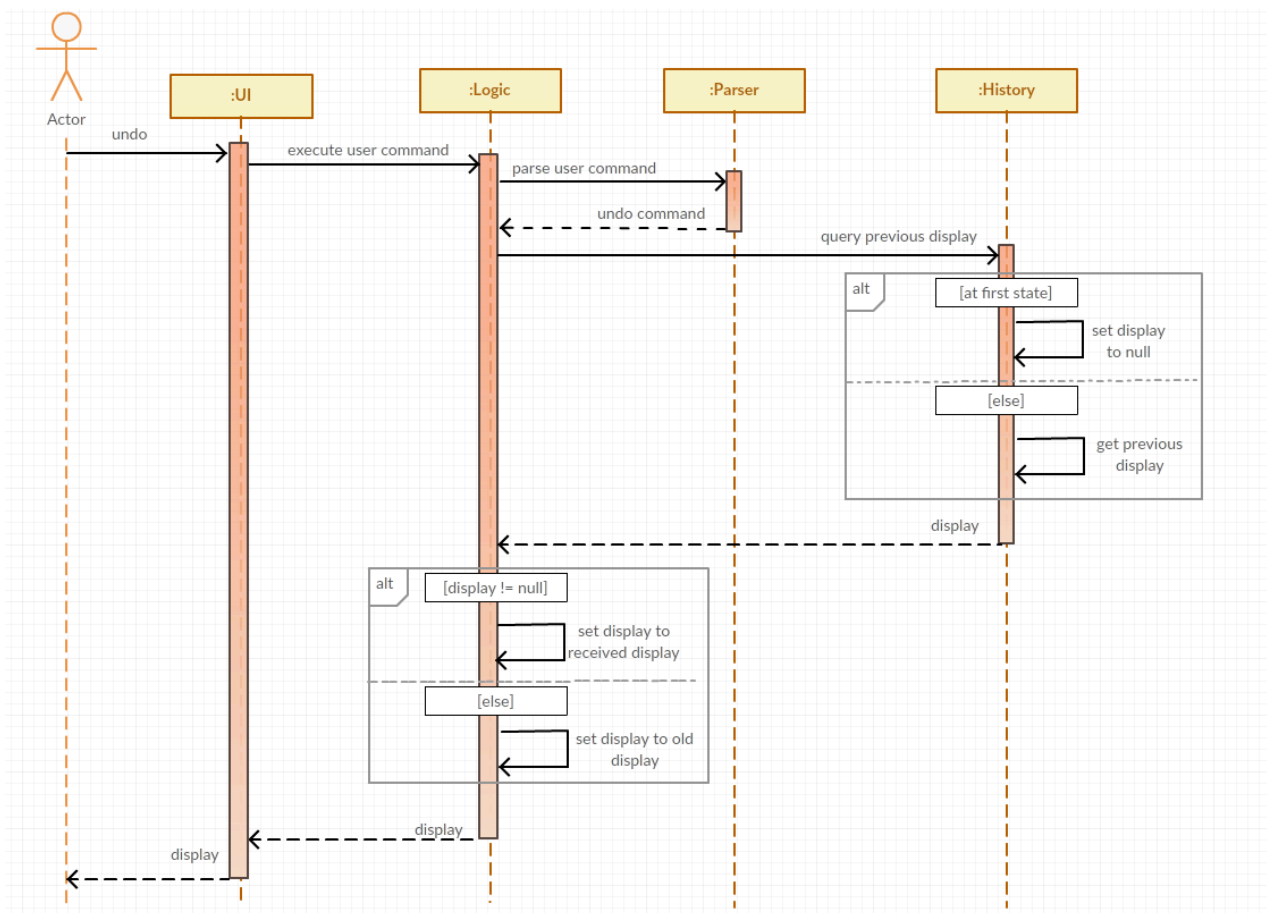 :UI
:Logic
:Parser
:History
Actor
undo
execute user command
parse user command
undo command
query previous display
alt
[at first state]
set display
to null
[else]
get previous
display
display
alt
[display != null]
set display to
received display
[else]
set display to old
display
display
display